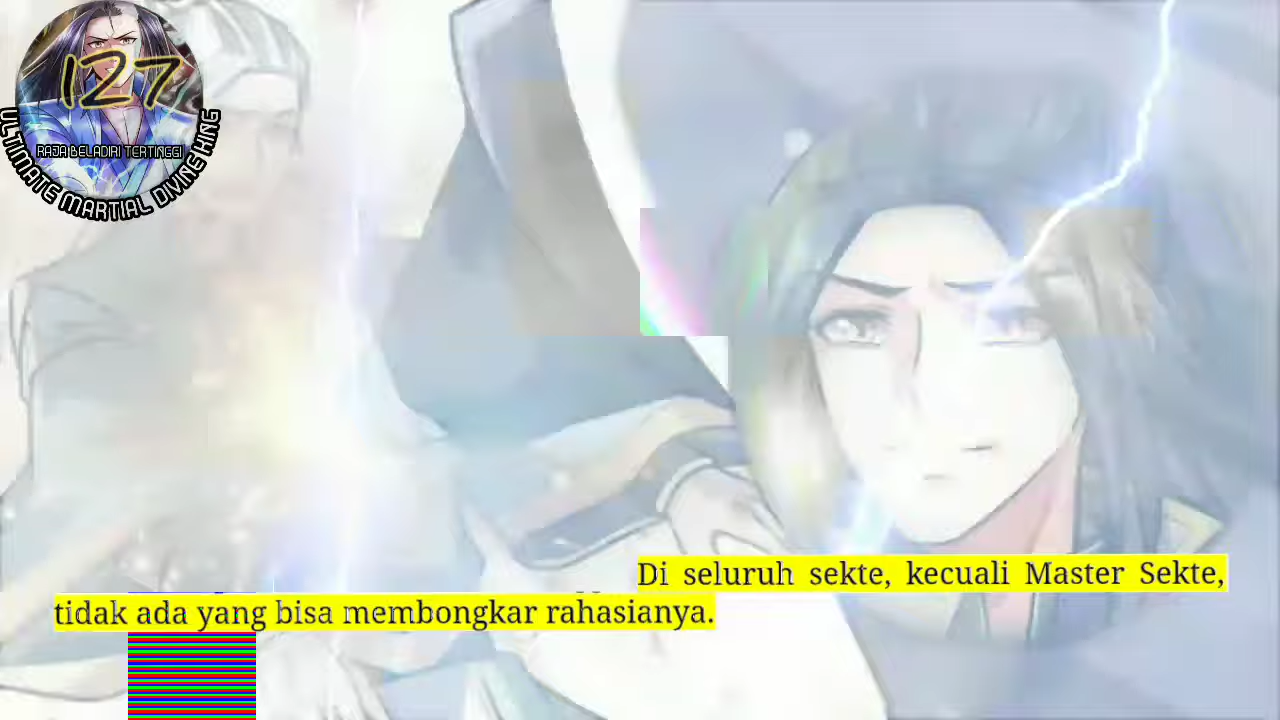 127
RAJA BELADIRI TERTINGGI
ULTIMATE MARTIAL DIVINE KING
Di seluruh sekte, kecuali Master Sekte,
tidak ada yang bisa membongkar rahasianya.